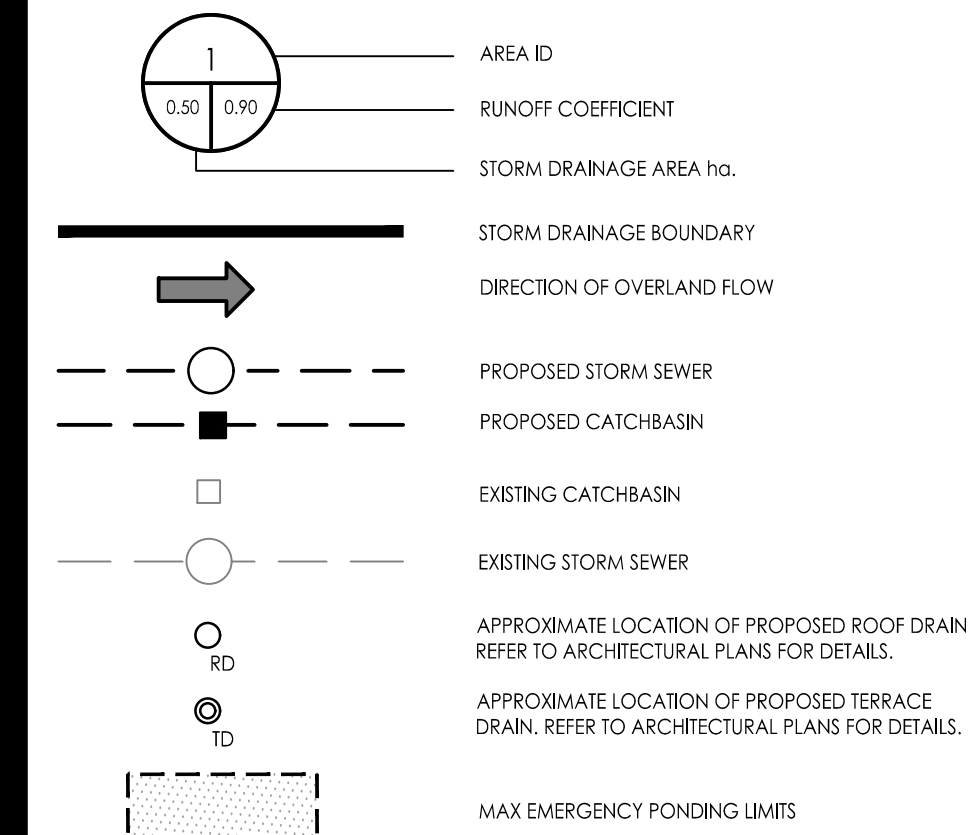 1
0.50 0.90
AREA ID
RUNOFF COEFFICIENT
STORM DRAINAGE AREA ha.
STORM DRAINAGE BOUNDARY
DIRECTION OF OVERLAND FLOW
PROPOSED STORM SEWER
PROPOSED CATCHBASIN
EXISTING CATCHBASIN
EXISTING STORM SEWER
RD
APPROXIMATE LOCATION OF PROPOSED ROOF DRAIN
REFER TO ARCHITECTURAL PLANS FOR DETAILS.
TD
APPROXIMATE LOCATION OF PROPOSED TERRACE
DRAIN. REFER TO ARCHITECTURAL PLANS FOR DETAILS.
MAX EMERGENCY PONDING LIMITS